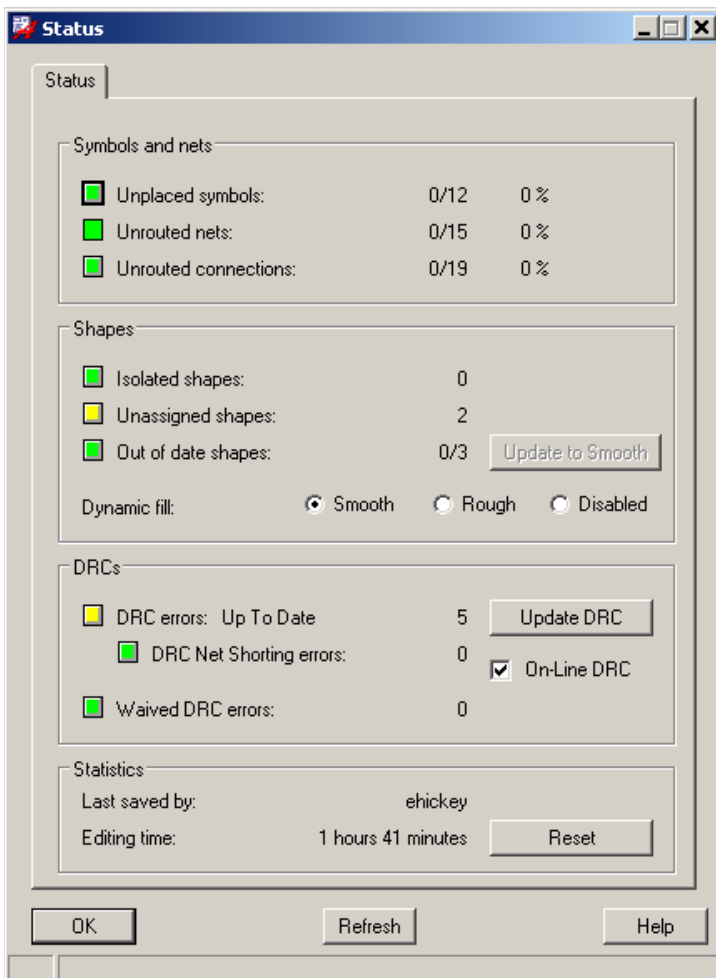 Status
Status
Symbols and nets
Unplaced symbols: 0/12 0 %
Unrouted nets: 0/15 0 %
Unrouted connections: 0/19 0 %
Shapes
Isolated shapes: 0
Unassigned shapes: 2
Out of date shapes: 0/3 Update to Smooth
Dynamic fill: Smooth Rough Disabled
DRCs
DRC errors: Up To Date 5 Update DRC
DRC Net Shorting errors: 0
On-Line DRC
Waived DRC errors: 0
Statistics
Last saved by: ehickey
Editing time: 1 hours 41 minutes Reset
OK Refresh Help